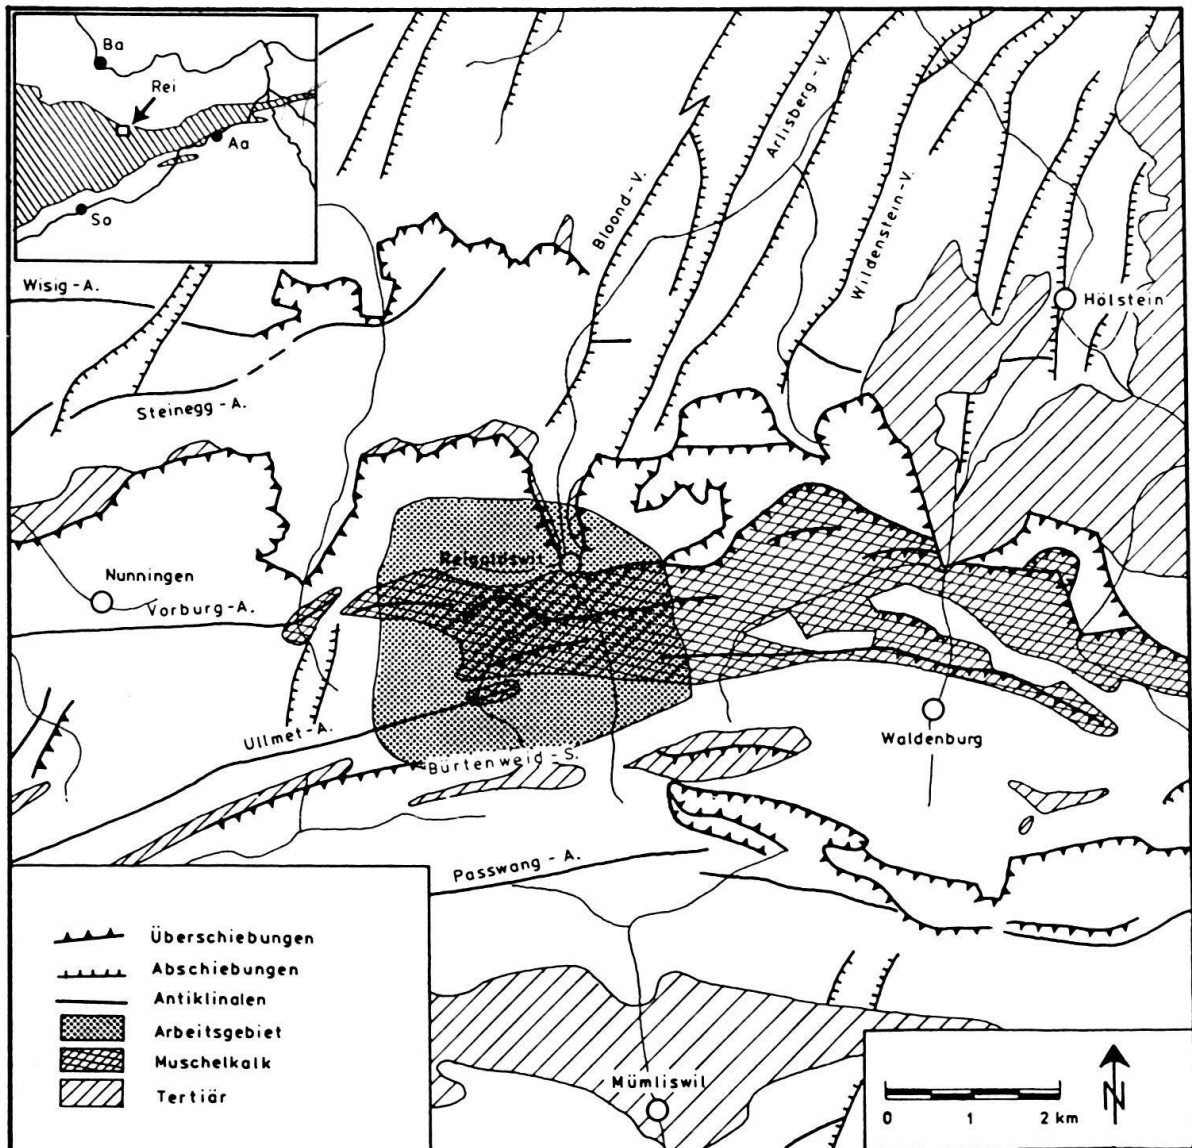 Ba
Rei
Aa
So
Bloond-V.
Arlisberg-V.
Wildenstein-V.
Wisig-A.
Hölstein
Steinegg-A.
Reigoldswil
Nunningen
Vorburg-A.
Ullmet-A.
Waldenburg
Bürtenweid-S.
Passwang-A.
Überschiebungen
Abschiebungen
Antiklinalen
Arbeitsgebiet
Muschelkalk
Tertiär
Mümliswil
0 1 2 km
N